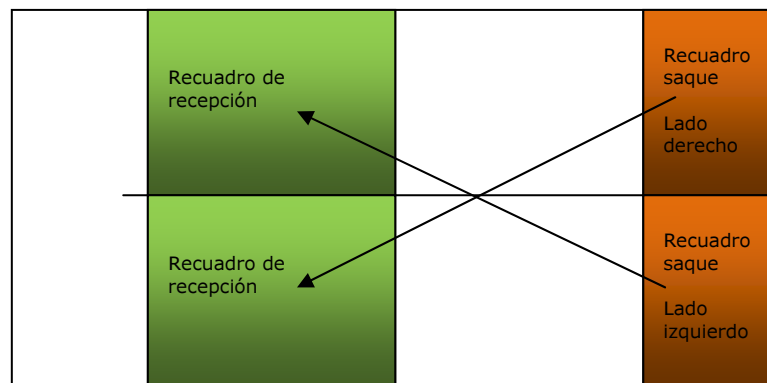 Recuadro de
recepción
Recuadro
saque
Lado
derecho
Recuadro de
recepción
Recuadro
saque
Lado
izquierdo